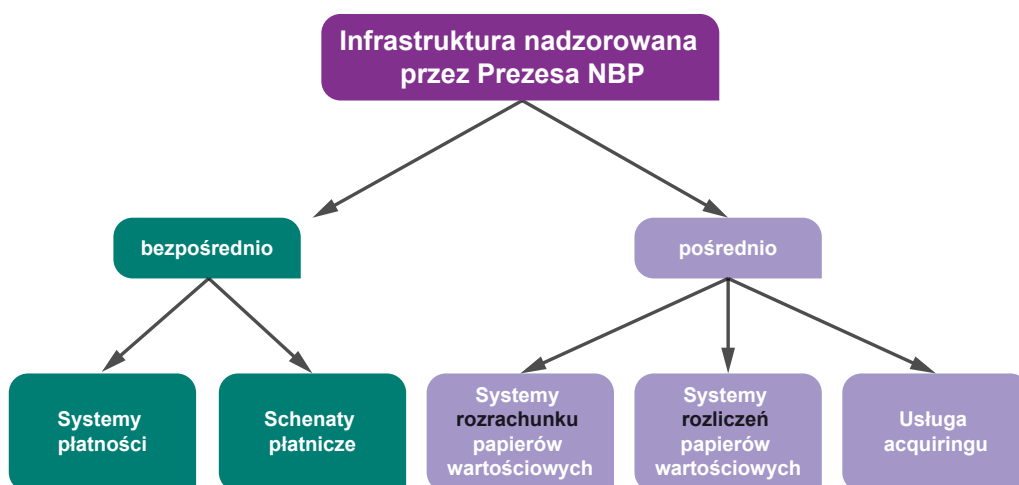 Infrastruktura nadzorowana
przez Prezesa NBP
bezpośrednio
pośrednio
Systemy
płatności
Schenaty
płatnicze
Systemy
rozrachunku
papierów
wartościowych
Systemy
rozliczeń
papierów
wartościowych
Usługa
acquiringu